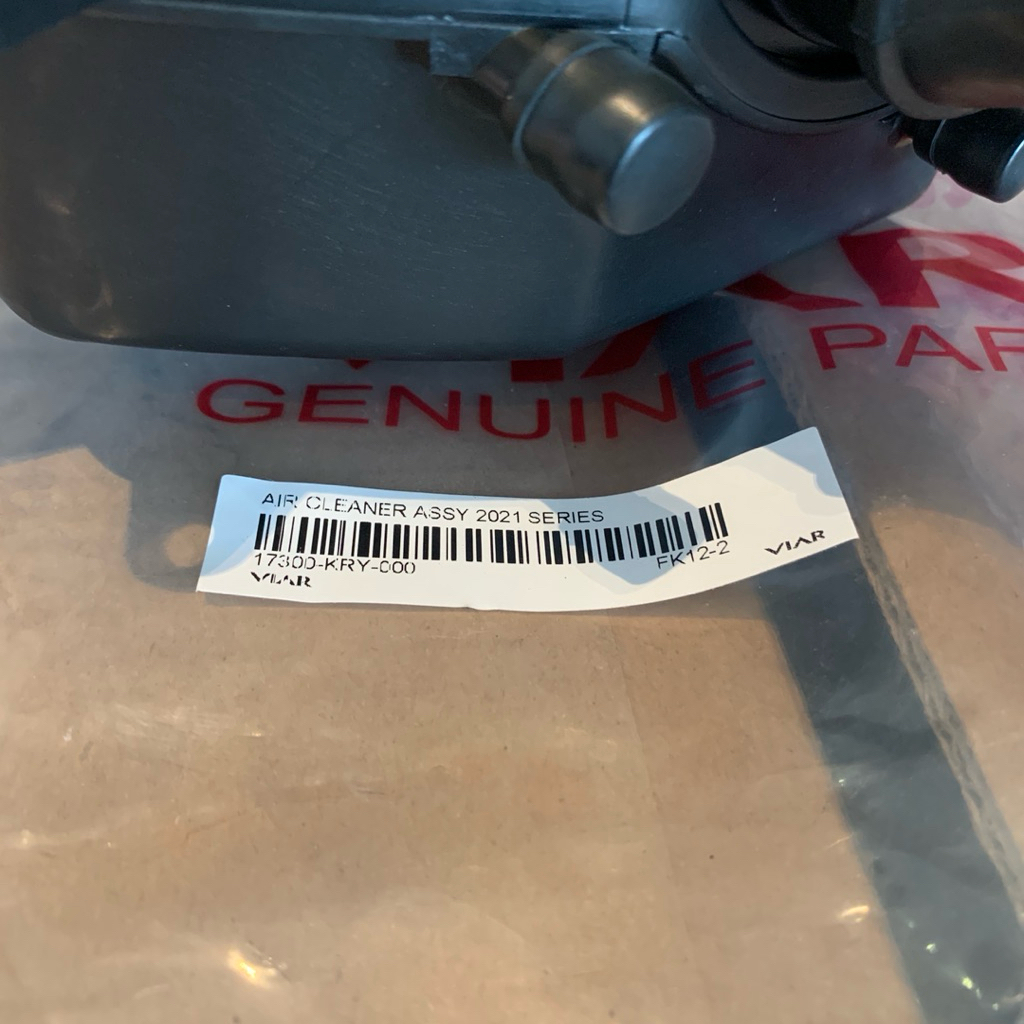 GENUINE PAR
AIR CLEANER ASSY 2021 SERIES
17300-KRY-000
FK12-2
VIAR
VIAR